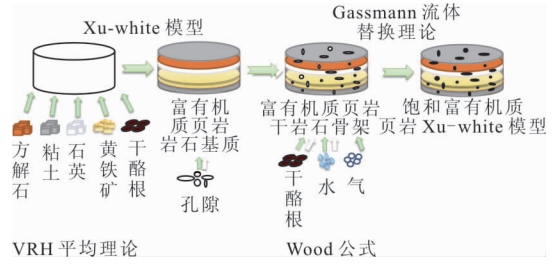 Xu-white 模型
Gassmann 流体
替换理论
富有机
质页岩
岩石基质
富有机质页岩
干岩石骨架
饱和富有机质
页岩 Xu-white 模型
方解石
粘土
石英
黄铁矿
干酪根
孔隙
干酪根
水
气
VRH 平均理论
Wood 公式